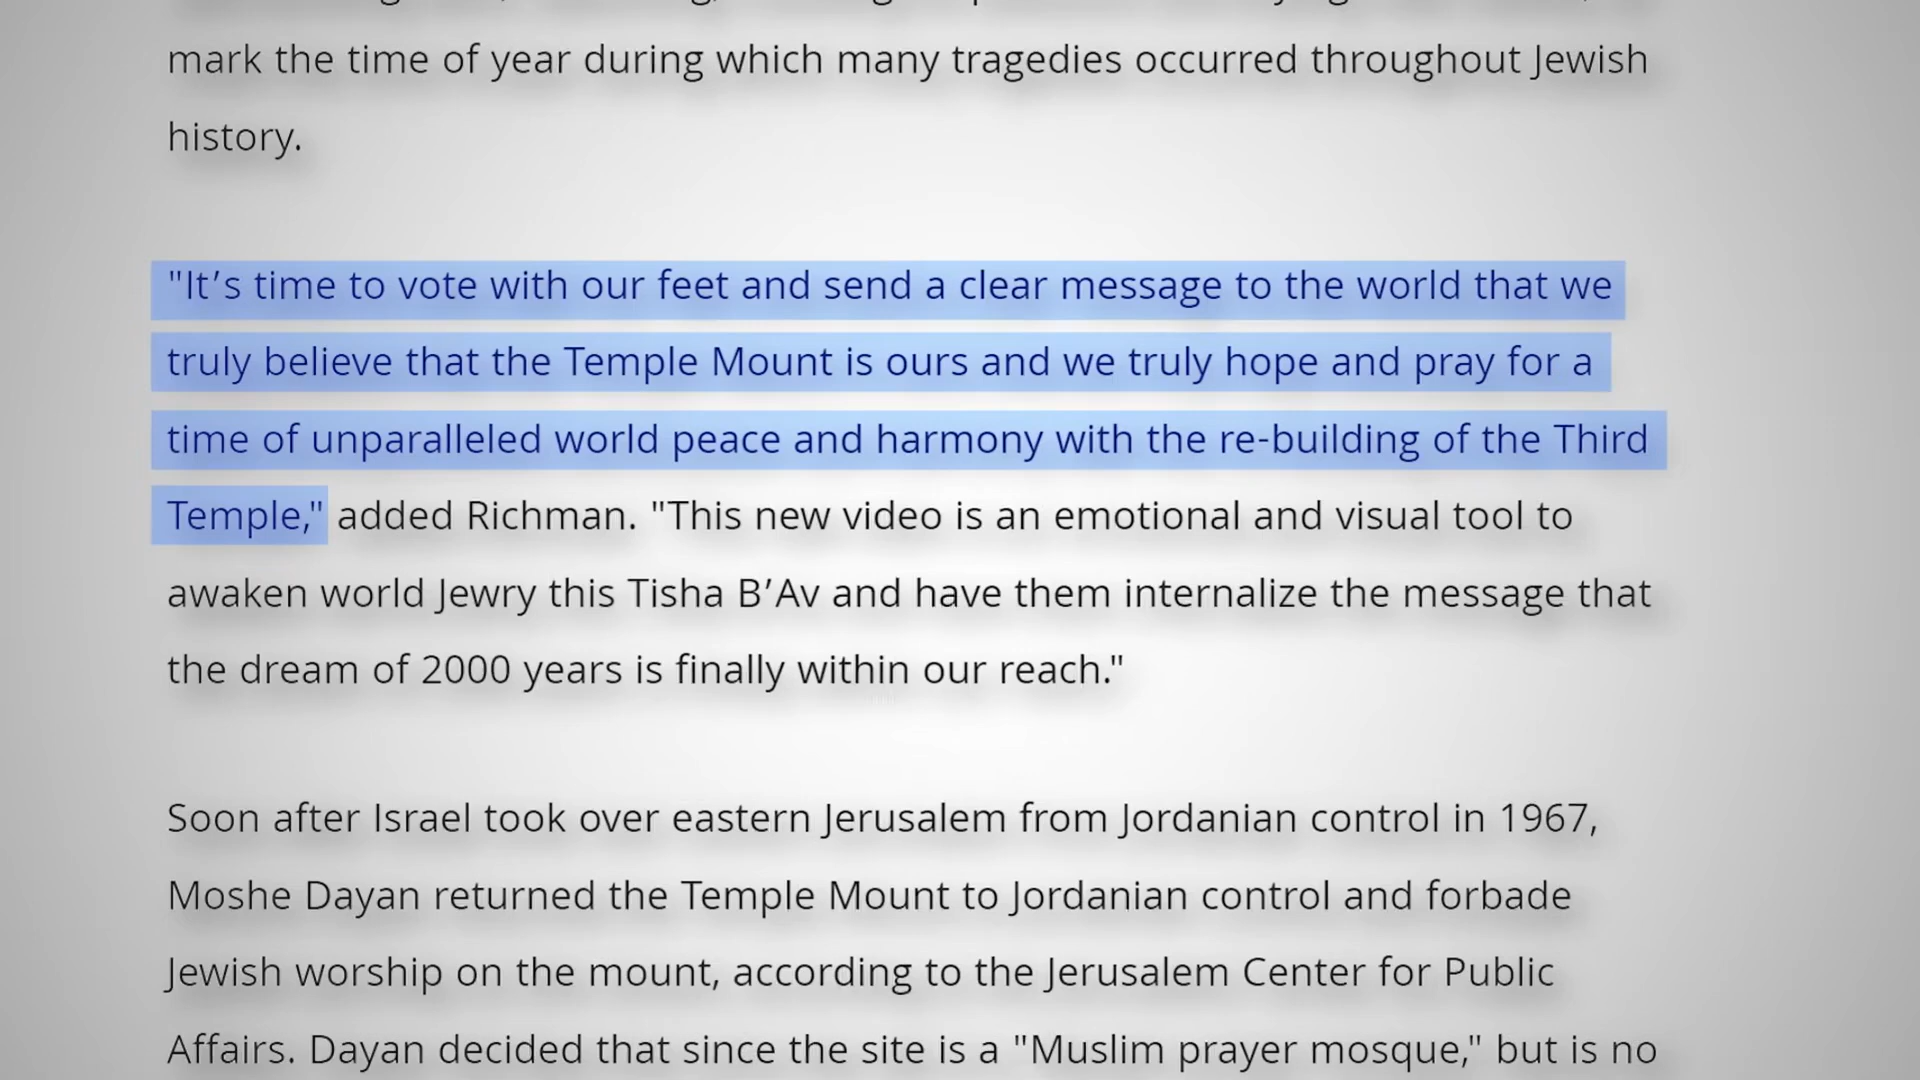 mark the time of year during which many tragedies occurred throughout Jewish
history.
"It’s time to vote with our feet and send a clear message to the world that we
truly believe that the Temple Mount is ours and we truly hope and pray for a
time of unparalleled world peace and harmony with the re-building of the Third
Temple," added Richman. "This new video is an emotional and visual tool to
awaken world Jewry this Tisha B’Av and have them internalize the message that
the dream of 2000 years is finally within our reach."
Soon after Israel took over eastern Jerusalem from Jordanian control in 1967,
Moshe Dayan returned the Temple Mount to Jordanian control and forbade
Jewish worship on the mount, according to the Jerusalem Center for Public
Affairs. Dayan decided that since the site is a "Muslim prayer mosque," but is no